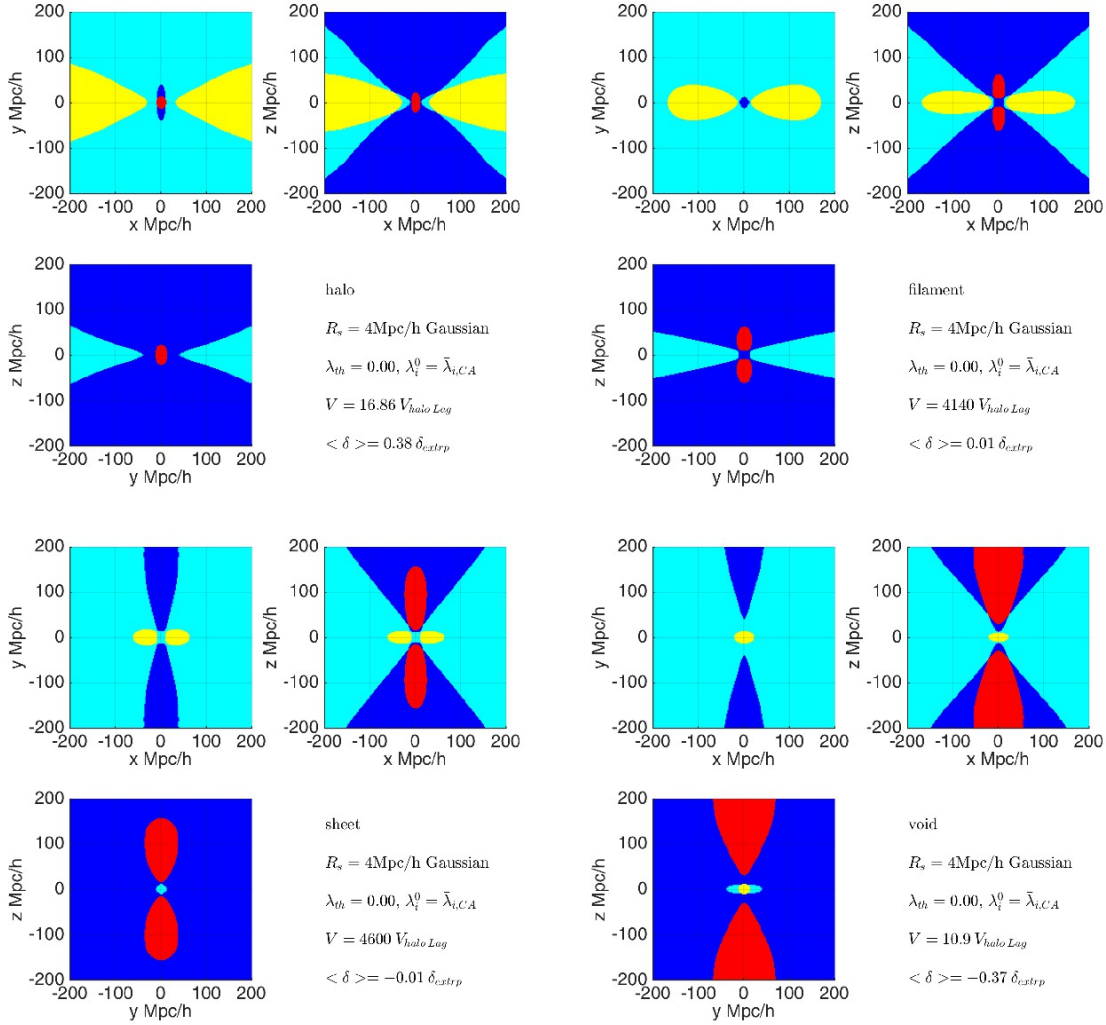 200
100
0
-100
-200
y Mpc/h
-200 -100 0 100 200
x Mpc/h
200
100
0
-100
-200
z Mpc/h
-200 -100 0 100 200
x Mpc/h
200
100
0
-100
-200
y Mpc/h
-200 -100 0 100 200
x Mpc/h
200
100
0
-100
-200
z Mpc/h
-200 -100 0 100 200
x Mpc/h
200
100
0
-100
-200
z Mpc/h
-200 -100 0 100 200
y Mpc/h
halo
R_s = 4Mpc/h Gaussian
λ_th = 0.00, λ_i^0 = λ̄_i,CA
V = 16.86 V_halo Lag
< δ >= 0.38 δ_extrp
200
100
0
-100
-200
z Mpc/h
-200 -100 0 100 200
y Mpc/h
filament
R_s = 4Mpc/h Gaussian
λ_th = 0.00, λ_i^0 = λ̄_i,CA
V = 4140 V_halo Lag
< δ >= 0.01 δ_extrp
200
100
0
-100
-200
y Mpc/h
-200 -100 0 100 200
x Mpc/h
200
100
0
-100
-200
z Mpc/h
-200 -100 0 100 200
x Mpc/h
200
100
0
-100
-200
y Mpc/h
-200 -100 0 100 200
x Mpc/h
200
100
0
-100
-200
z Mpc/h
-200 -100 0 100 200
x Mpc/h
200
100
0
-100
-200
z Mpc/h
-200 -100 0 100 200
y Mpc/h
sheet
R_s = 4Mpc/h Gaussian
λ_th = 0.00, λ_i^0 = λ̄_i,CA
V = 4600 V_halo Lag
< δ >= −0.01 δ_extrp
200
100
0
-100
-200
z Mpc/h
-200 -100 0 100 200
y Mpc/h
void
R_s = 4Mpc/h Gaussian
λ_th = 0.00, λ_i^0 = λ̄_i,CA
V = 10.9 V_halo Lag
< δ >= −0.37 δ_extrp